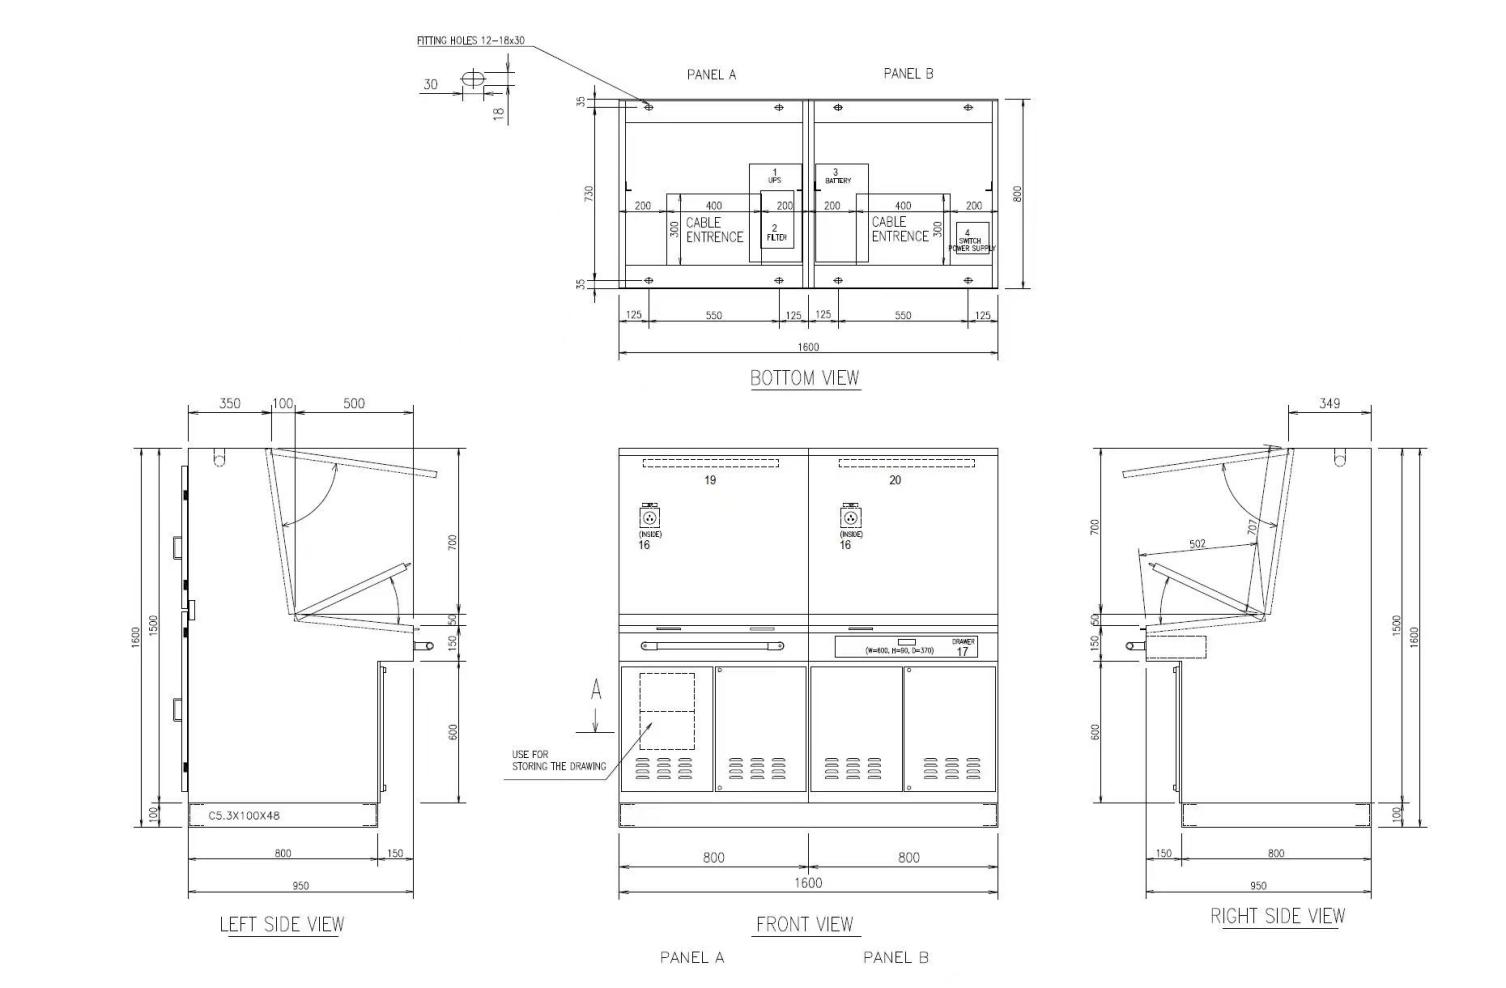 FITTING HOLES 12-18x30
30
18
PANEL A
PANEL B
35
730
35
800
1
UPS
3
BATTERY
200
400
200
200
400
200
300
CABLE
ENTRENCE
2
FILTER
CABLE
ENTRENCE
300
4
SWITCH
POWER SUPPLY
125
550
125
125
550
125
1600
BOTTOM VIEW
350
100
500
1600
1500
100
700
50
150
600
C5.3X100X48
800
150
950
LEFT SIDE VIEW
19
20
(INSIDE)
16
(INSIDE)
16
DRAWER
(W=600, H=90, D=370)
17
A
USE FOR
STORING THE DRAWING
800
800
1600
FRONT VIEW
PANEL A
PANEL B
349
700
502
707
50
150
600
1500
1600
100
150
800
950
RIGHT SIDE VIEW